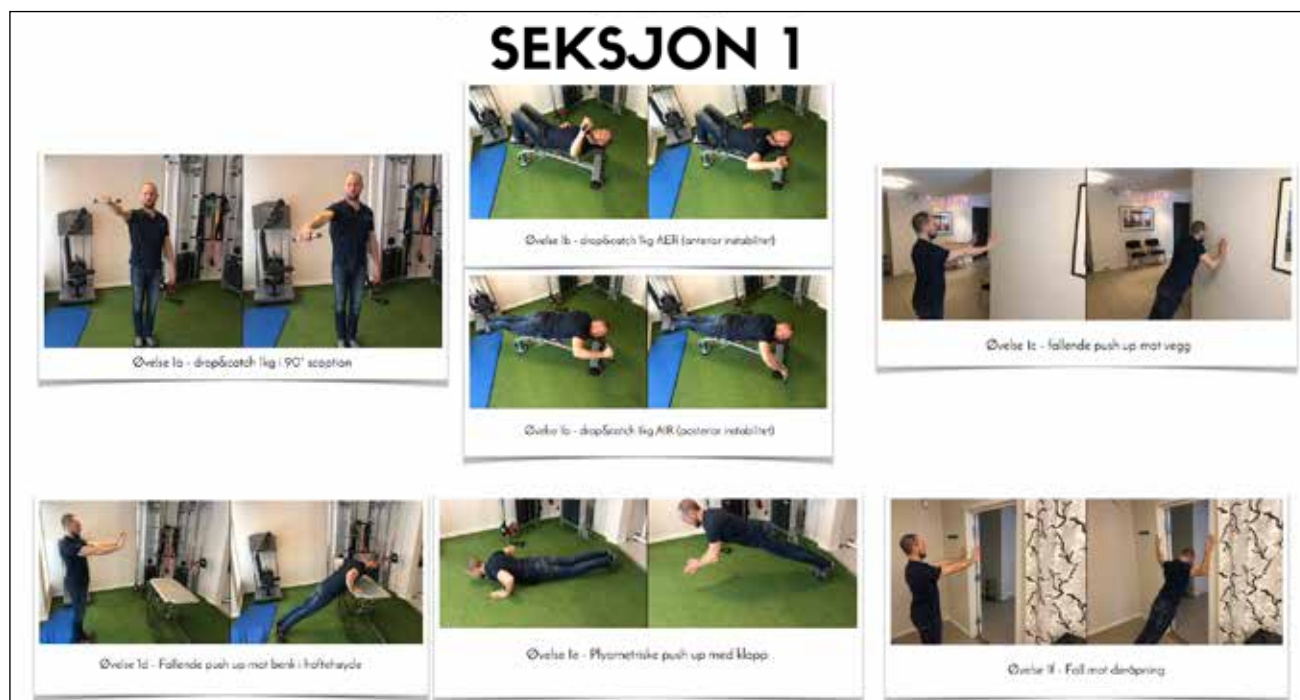 SEKSJON 1
Øvelse 1a - drop&catch 1kg i 90° scaption
Øvelse 1b - drop&catch 1kg AER (anterior instabilitet)
Øvelse 1b - drop&catch 1kg AIR (posterior instabilitet)
Øvelse 1c - fallende push up mot vegg
Øvelse 1d - Fallende push up mot benk i hoftehøyde
Øvelse 1e - Plyometriske push up med klapp
Øvelse 1f - Fall mot døråpning